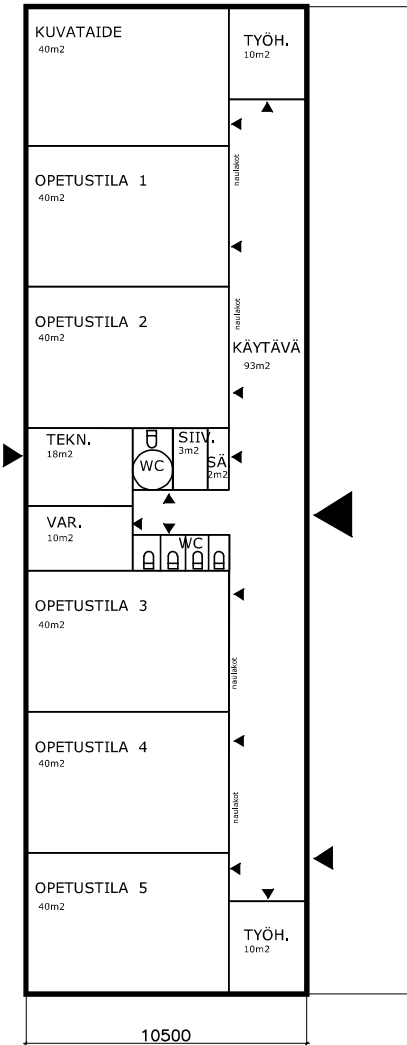 KUVATAIDE
40m2
TYÖH.
10m2
naulakot
OPETUSTILA 1
40m2
naulakot
OPETUSTILA 2
40m2
KÄYTÄVÄ
93m2
TEKN.
18m2
WC
SIIV.
3m2
SÄ
2m2
VAR.
10m2
WC
OPETUSTILA 3
40m2
naulakot
OPETUSTILA 4
40m2
naulakot
OPETUSTILA 5
40m2
TYÖH.
10m2
10500